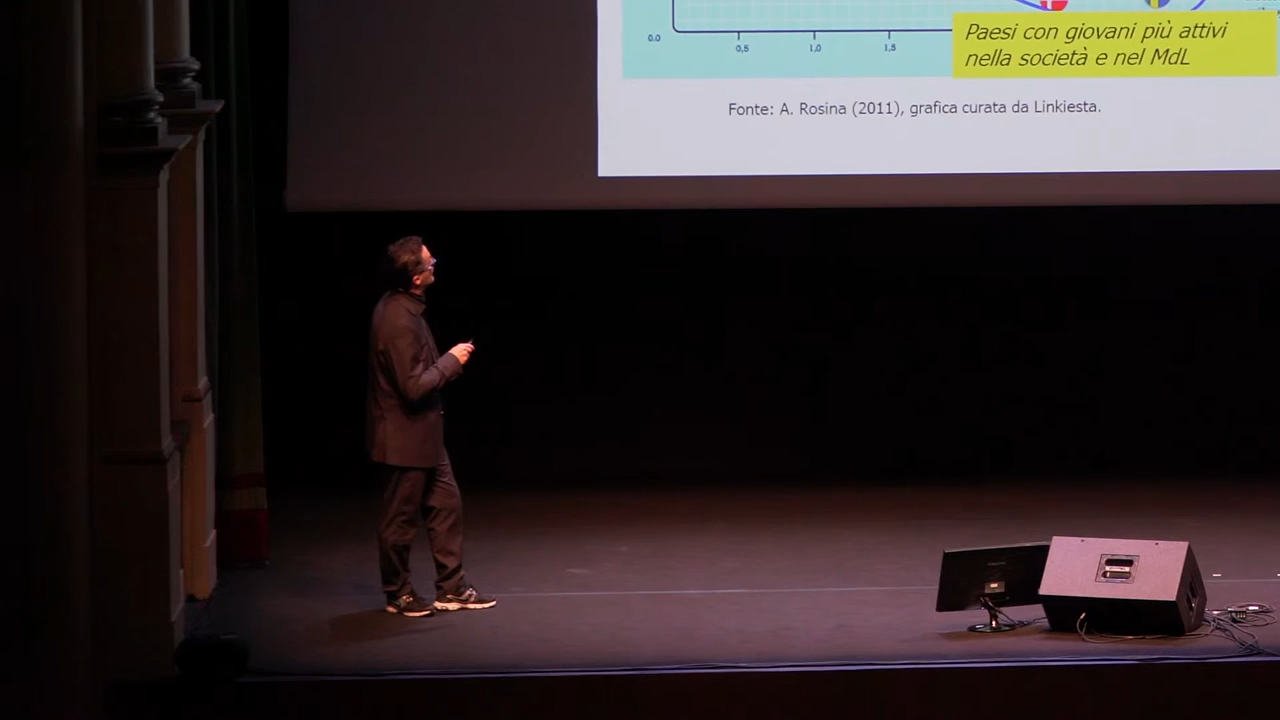 0.0
0,5
1,0
1,5
Paesi con giovani più attivi
nella società e nel MdL
Fonte: A. Rosina (2011), grafica curata da Linkiesta.